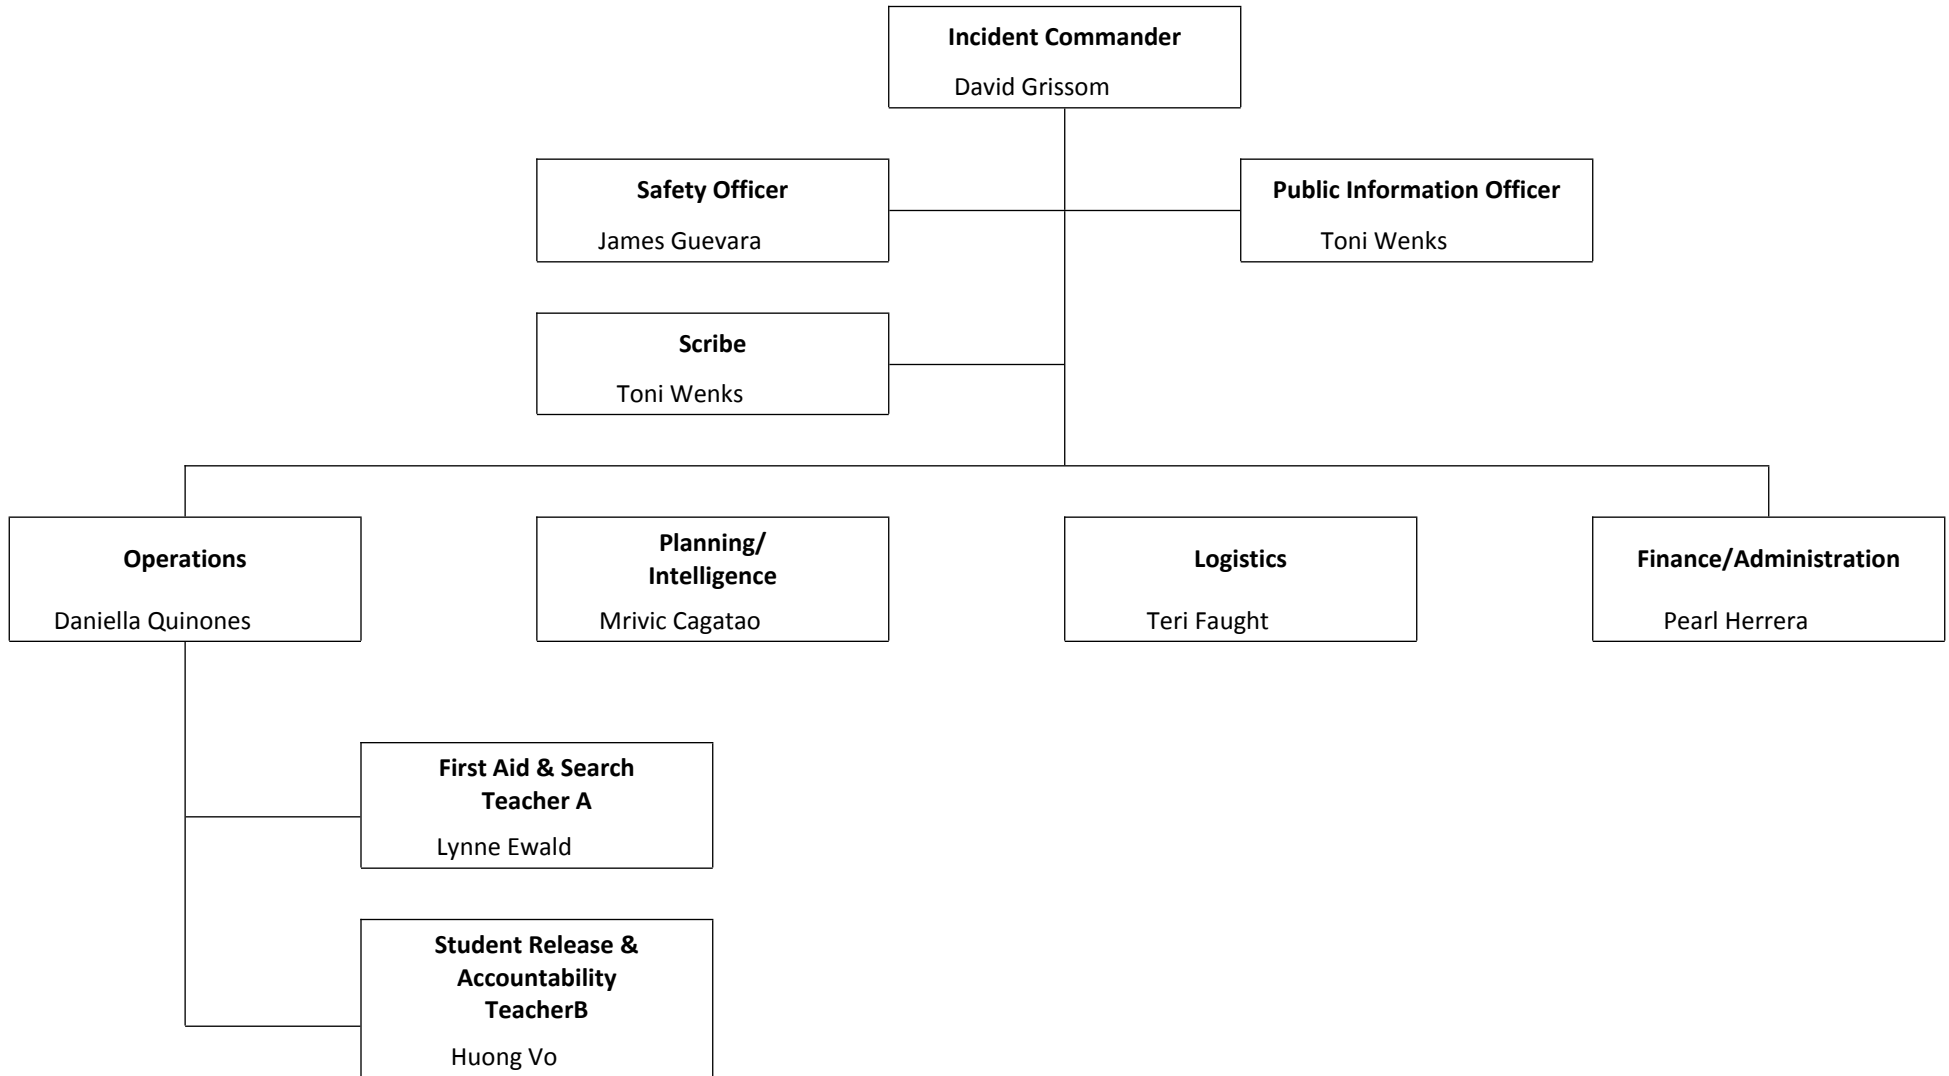 Incident Commander
David Grissom
Safety Officer
James Guevara
Public Information Officer
Toni Wenks
Scribe
Toni Wenks
Operations
Daniella Quinones
Planning/
Intelligence
Mrivic Cagatao
Logistics
Teri Faught
Finance/Administration
Pearl Herrera
First Aid & Search
Teacher A
Lynne Ewald
Student Release &
Accountability
TeacherB
Huong Vo